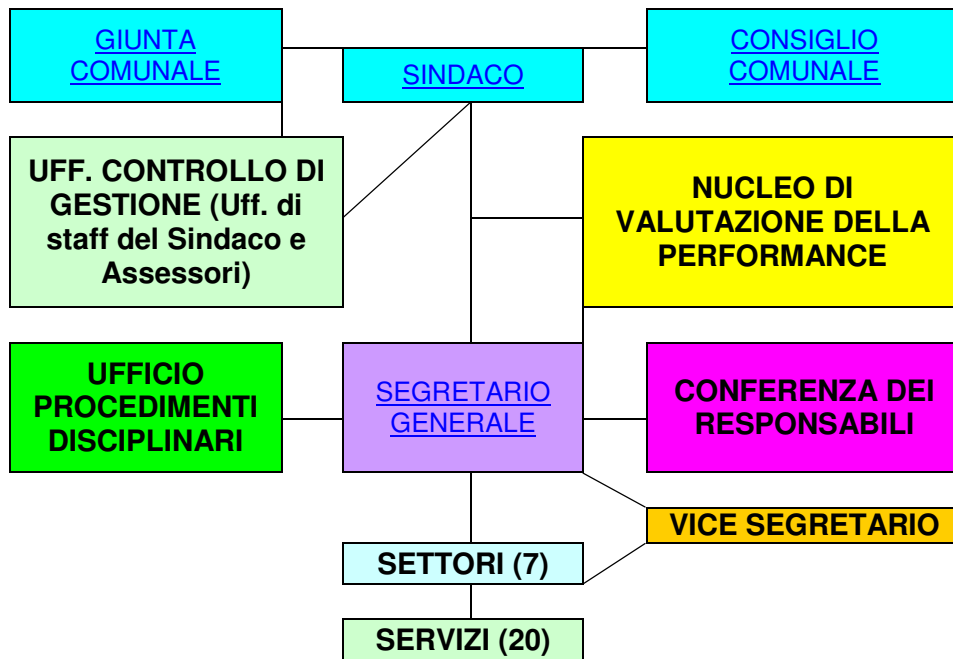 GIUNTA
COMUNALE
SINDACO
CONSIGLIO
COMUNALE
UFF. CONTROLLO DI
GESTIONE (Uff. di
staff del Sindaco e
Assessori)
NUCLEO DI
VALUTAZIONE DELLA
PERFORMANCE
UFFICIO
PROCEDIMENTI
DISCIPLINARI
SEGRETARIO
GENERALE
CONFERENZA DEI
RESPONSABILI
VICE SEGRETARIO
SETTORI (7)
SERVIZI (20)